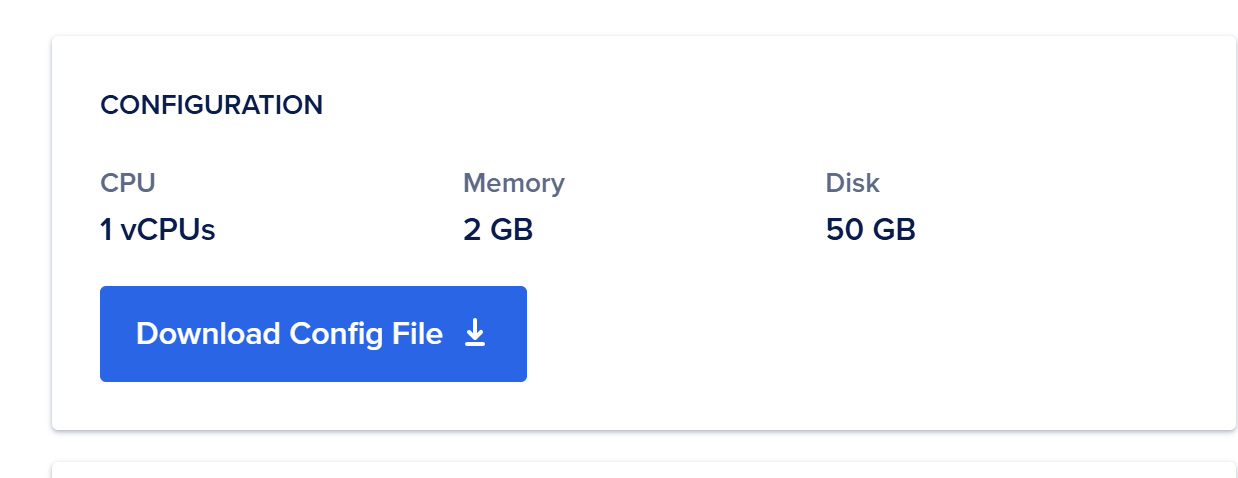 CONFIGURATION
CPU Memory Disk
1 vCPUs 2 GB 50 GB
Download Config File